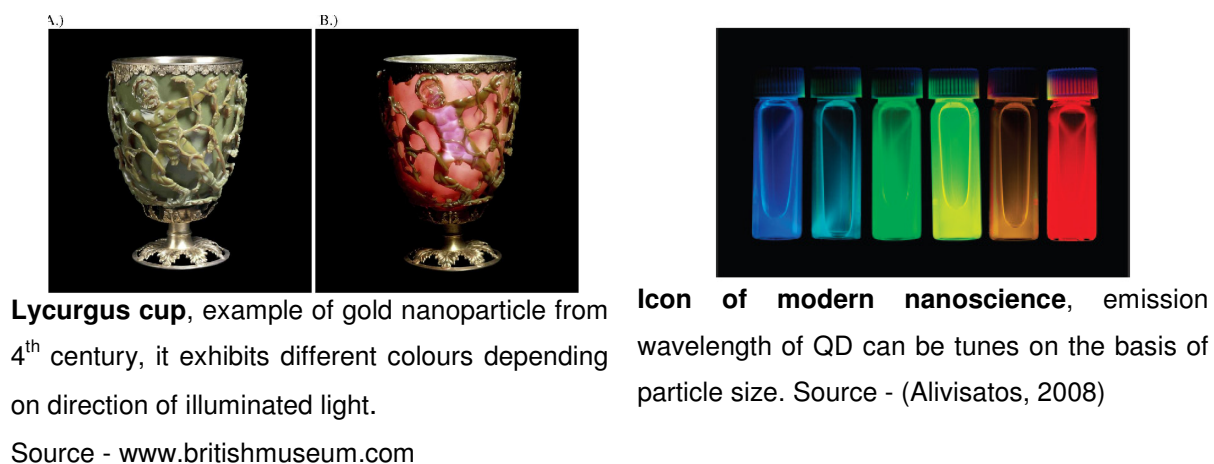 A.)
B.)
Lycurgus cup, example of gold nanoparticle from
4th century, it exhibits different colours depending
on direction of illuminated light.
Source - www.britishmuseum.com
Icon of modern nanoscience, emission
wavelength of QD can be tunes on the basis of
particle size. Source - (Alivisatos, 2008)